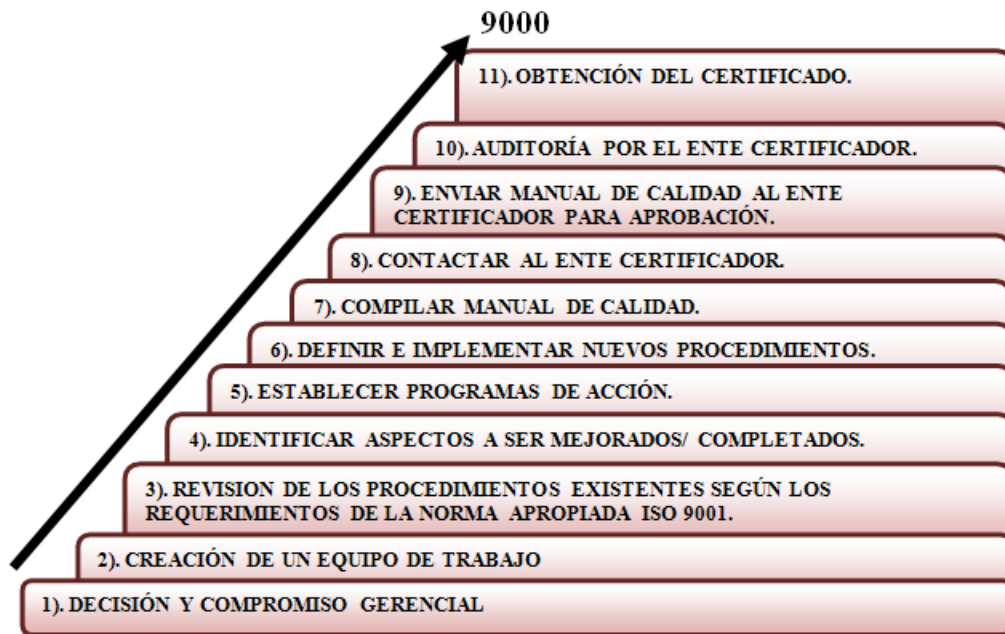 9000
11). OBTENCIÓN DEL CERTIFICADO.
10). AUDITORÍA POR EL ENTE CERTIFICADOR.
9). ENVIAR MANUAL DE CALIDAD AL ENTE
CERTIFICADOR PARA APROBACIÓN.
8). CONTACTAR AL ENTE CERTIFICADOR.
7). COMPILAR MANUAL DE CALIDAD.
6). DEFINIR E IMPLEMENTAR NUEVOS PROCEDIMIENTOS.
5). ESTABLECER PROGRAMAS DE ACCIÓN.
4). IDENTIFICAR ASPECTOS A SER MEJORADOS/ COMPLETADOS.
3). REVISION DE LOS PROCEDIMIENTOS EXISTENTES SEGÚN LOS
REQUERIMIENTOS DE LA NORMA APROPIADA ISO 9001.
2). CREACIÓN DE UN EQUIPO DE TRABAJO
1). DECISIÓN Y COMPROMISO GERENCIAL